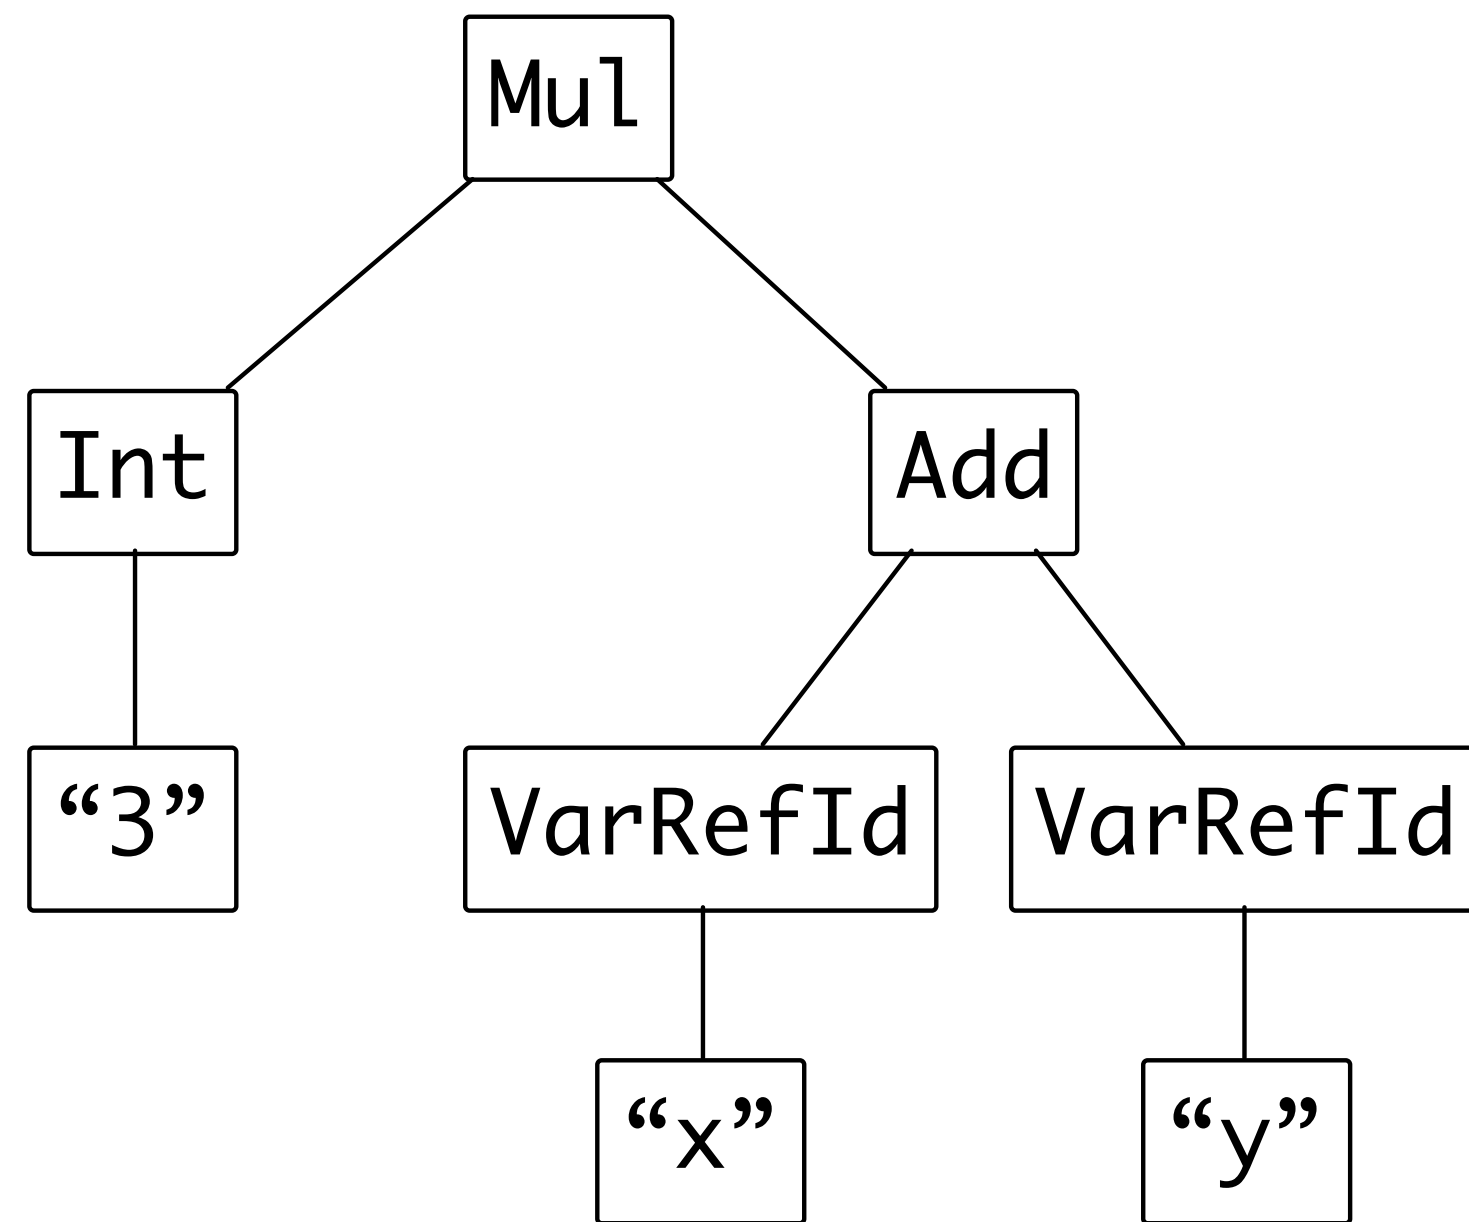 Mul
Int
Add
“3”
VarRefId
VarRefId
“x”
“y”